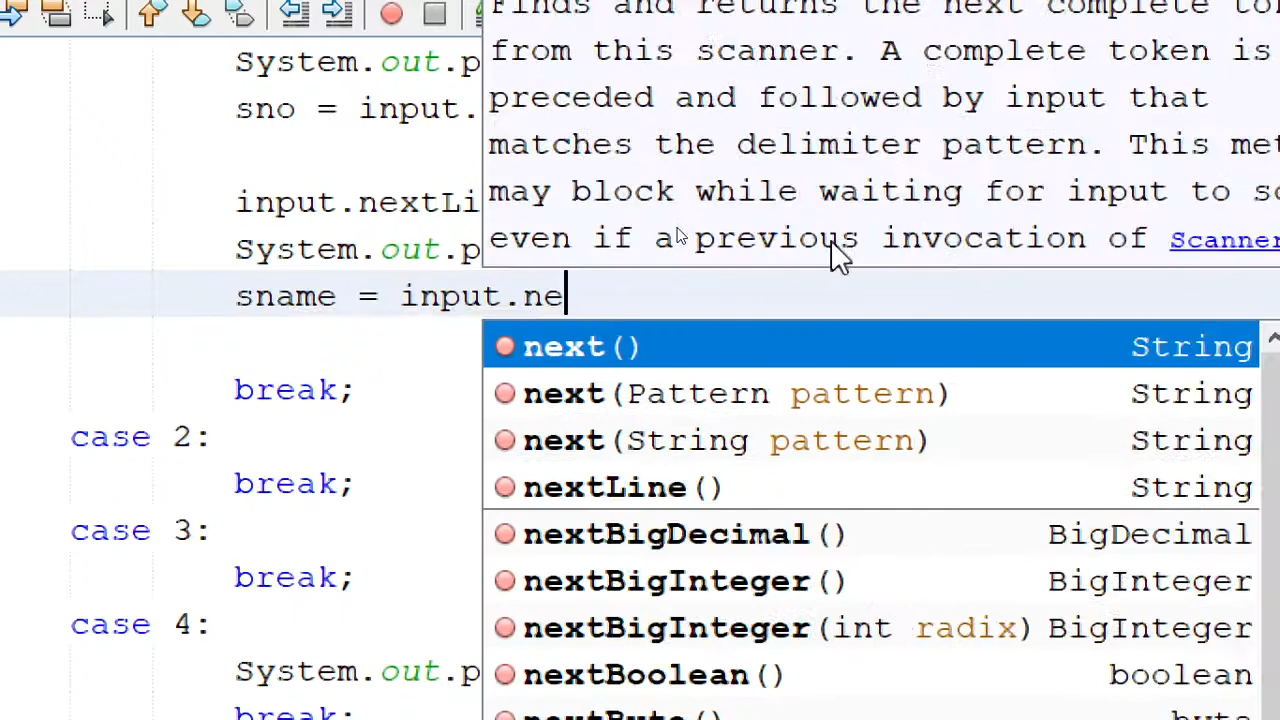 Finds and returns the next complete
System.out.p
from this scanner. A complete token is
sno = input.
preceded and followed by input that
matches the delimiter pattern. This
input.nextLi
may block while waiting for input to
System.out.p
even if a previous invocation of Scanner
sname = input.ne
next() String
break;
next(Pattern pattern) String
case 2:
next(String pattern) String
break;
nextLine() String
case 3:
nextBigDecimal() BigDecimal
break;
nextBigInteger() BigInteger
case 4:
nextBigInteger(int radix) BigInteger
System.out.p
nextBoolean() boolean
break;
nextByte() byte